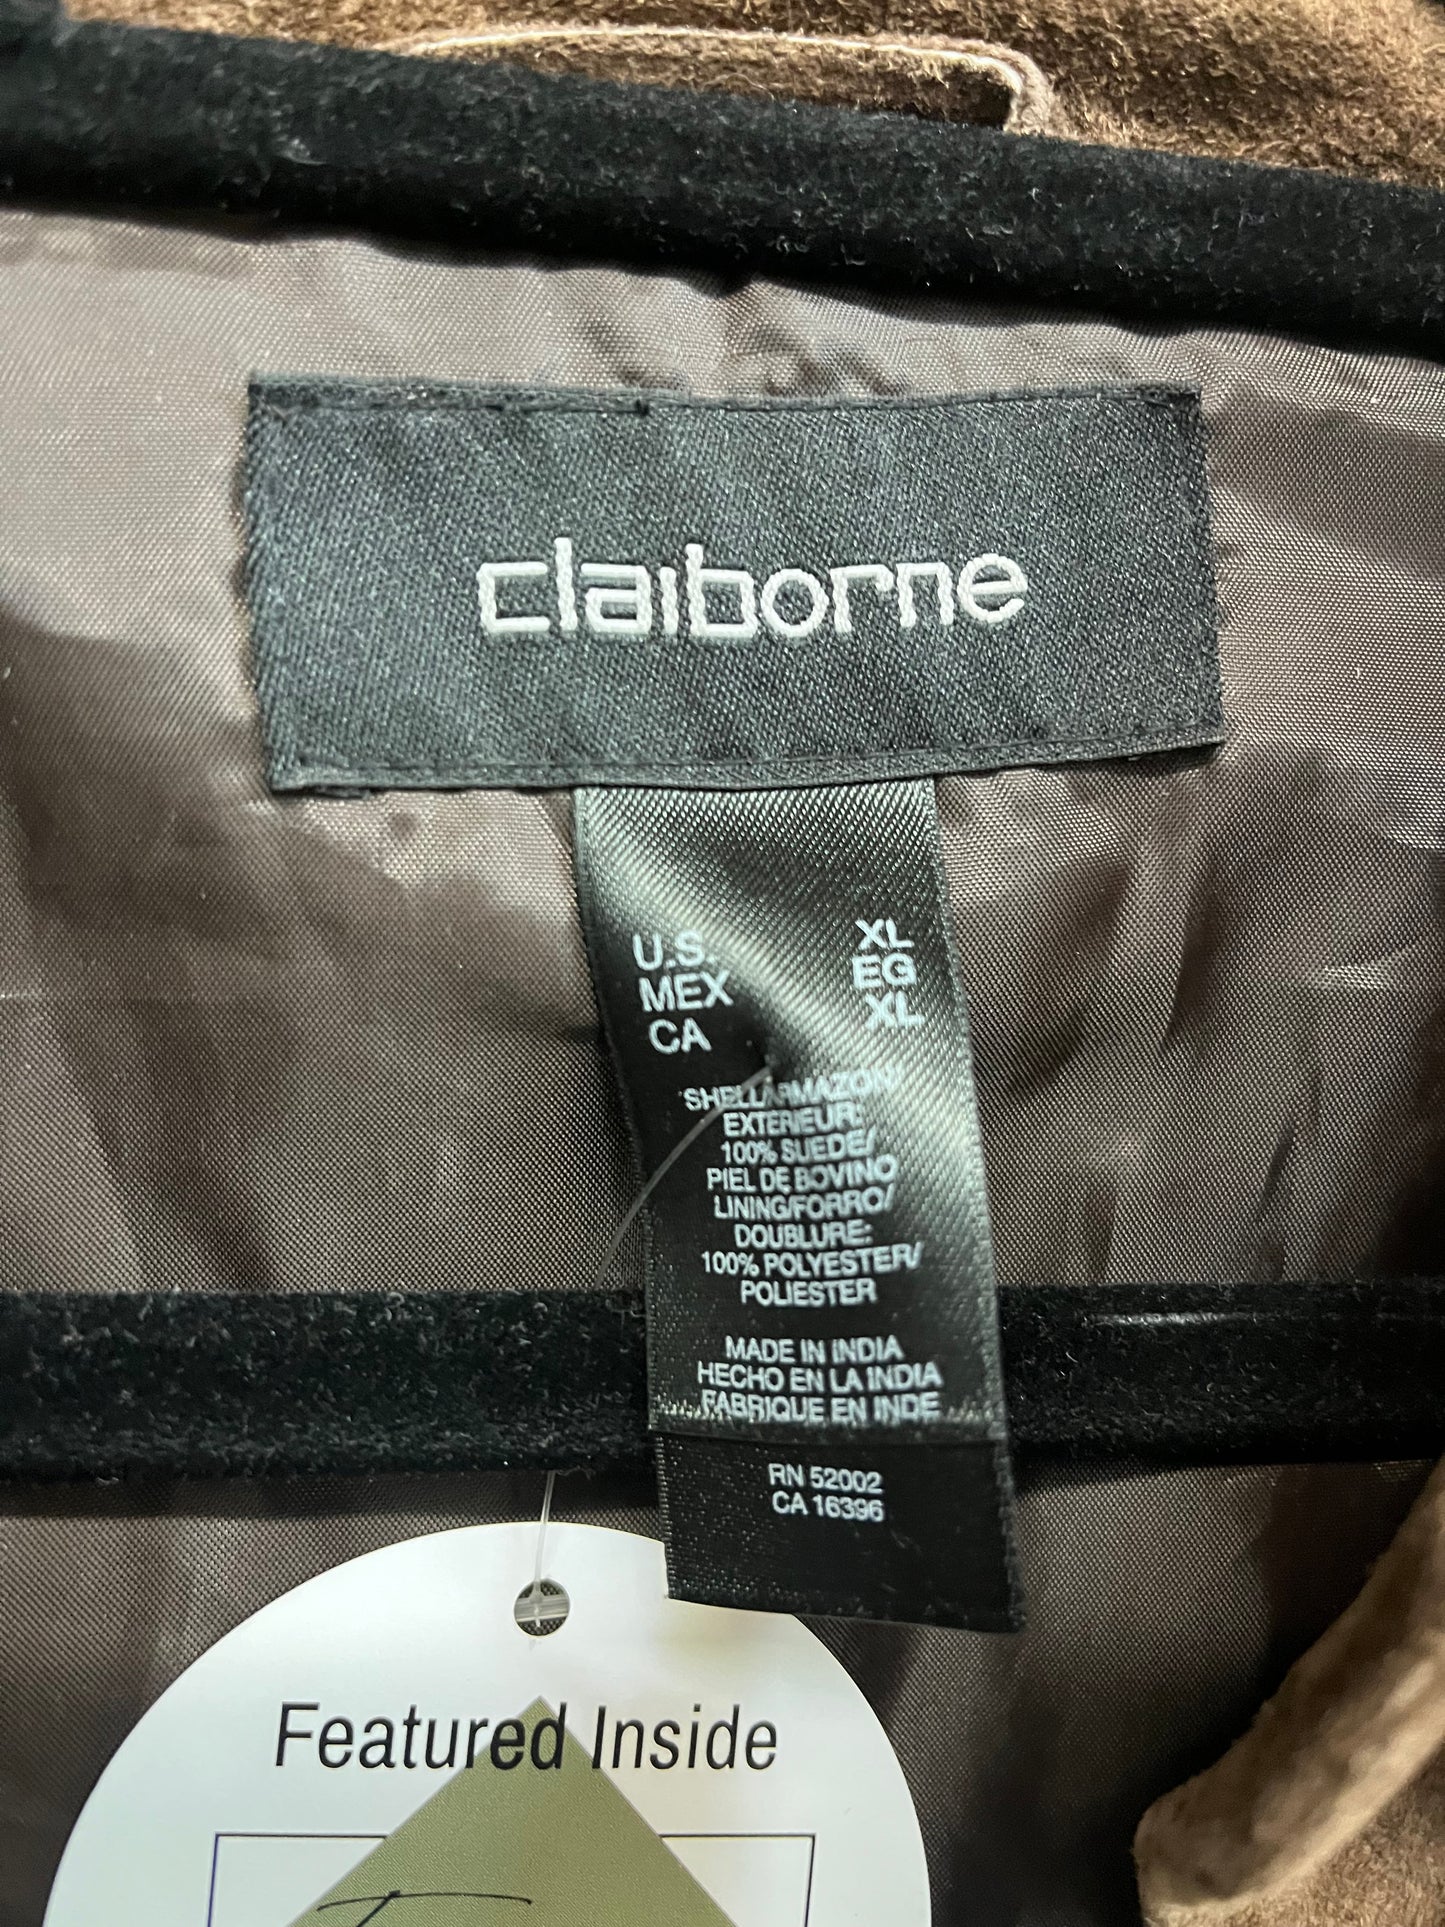 claiborne
U.S. XL
MEX EG
CA XL
SHELL/ARMAZON/
EXTERIEUR:
100% SUEDE/
PIEL DE BOVINO
LINING/FORRO/
DOUBLURE:
100% POLYESTER/
POLIESTER
MADE IN INDIA
HECHO EN LA INDIA
FABRIQUE EN INDE
RN 52002
CA 16396
Featured Inside